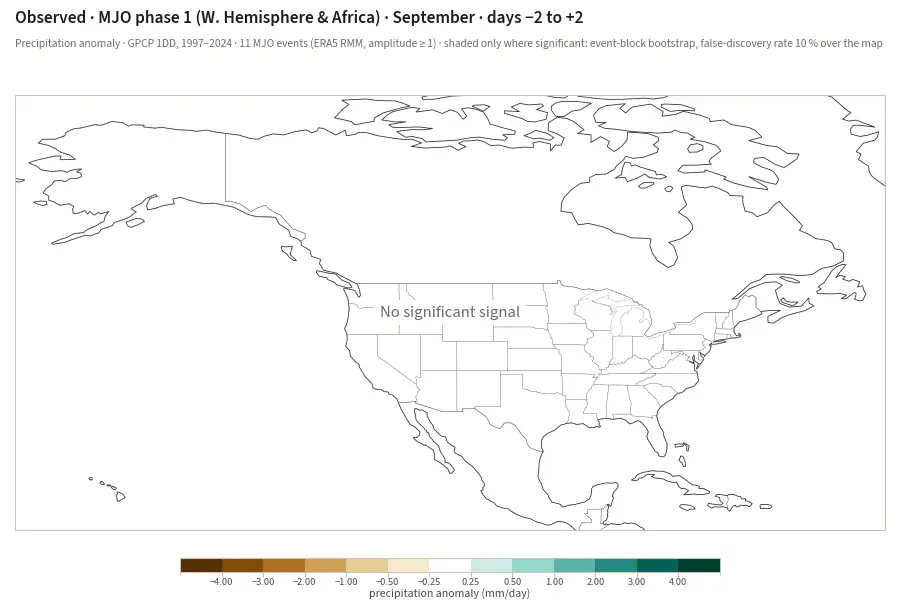 Observed · MJO phase 1 (W. Hemisphere & Africa) · September · days −2 to +2
Precipitation anomaly · GPCP 1DD, 1997–2024 · 11 MJO events (ERA5 RMM, amplitude ≥ 1) · shaded only where significant: event-block bootstrap, false-discovery rate 10 % over the map
No significant signal
−4.00 −3.00 −2.00 −1.00 −0.50 −0.25 0.25 0.50 1.00 2.00 3.00 4.00
precipitation anomaly (mm/day)